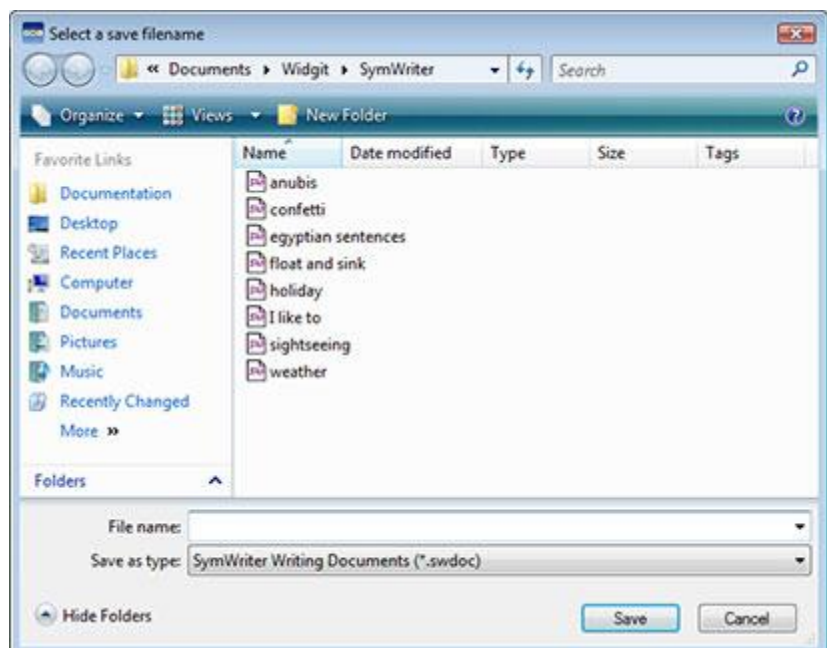 Select a save filename
« Documents ▸ Widgit ▸ SymWriter Search
Organize Views New Folder
Favorite Links
Documentation
Desktop
Recent Places
Computer
Documents
Pictures
Music
Recently Changed
More »
Folders
Name Date modified Type Size Tags
anubis
confetti
egyptian sentences
float and sink
holiday
I like to
sightseeing
weather
File name:
Save as type: SymWriter Writing Documents (*.swdoc)
Hide Folders Save Cancel